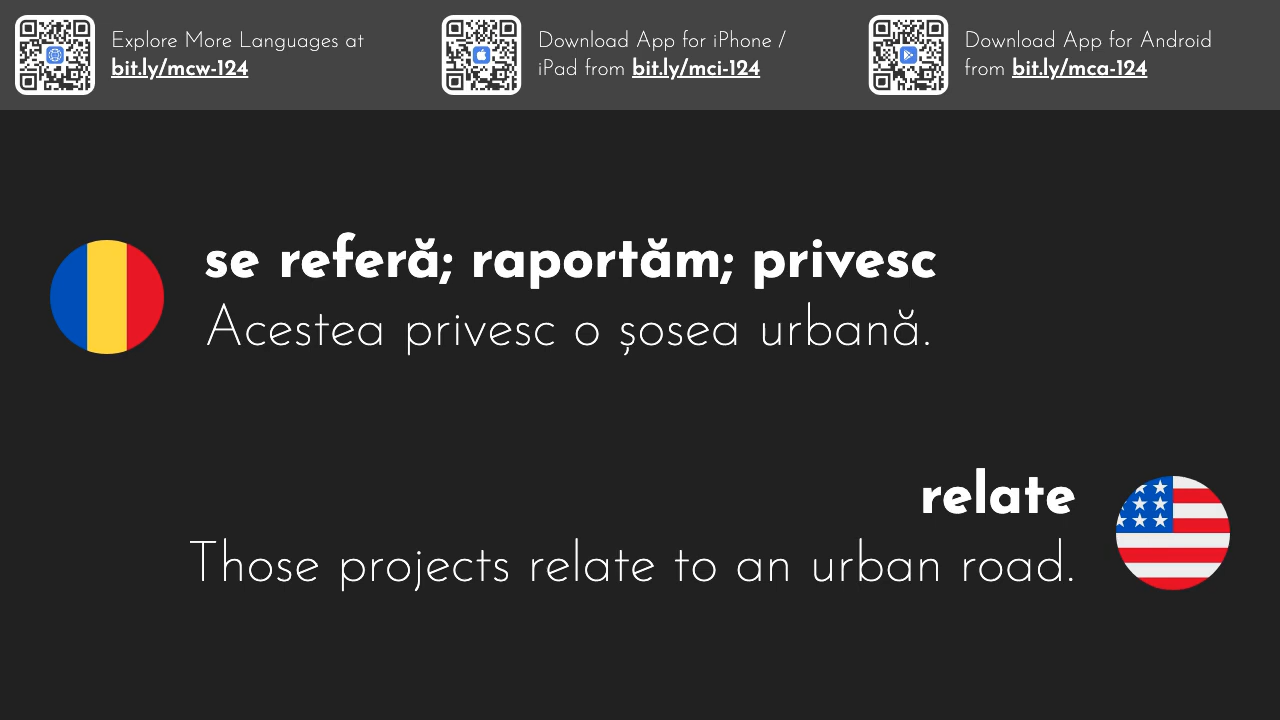 Explore More Languages at
bit.ly/mcw-124
Download App for iPhone /
iPad from bit.ly/mci-124
Download App for Android
from bit.ly/mca-124
se referă; raportăm; privesc
Acestea privesc o șosea urbană.
relate
Those projects relate to an urban road.